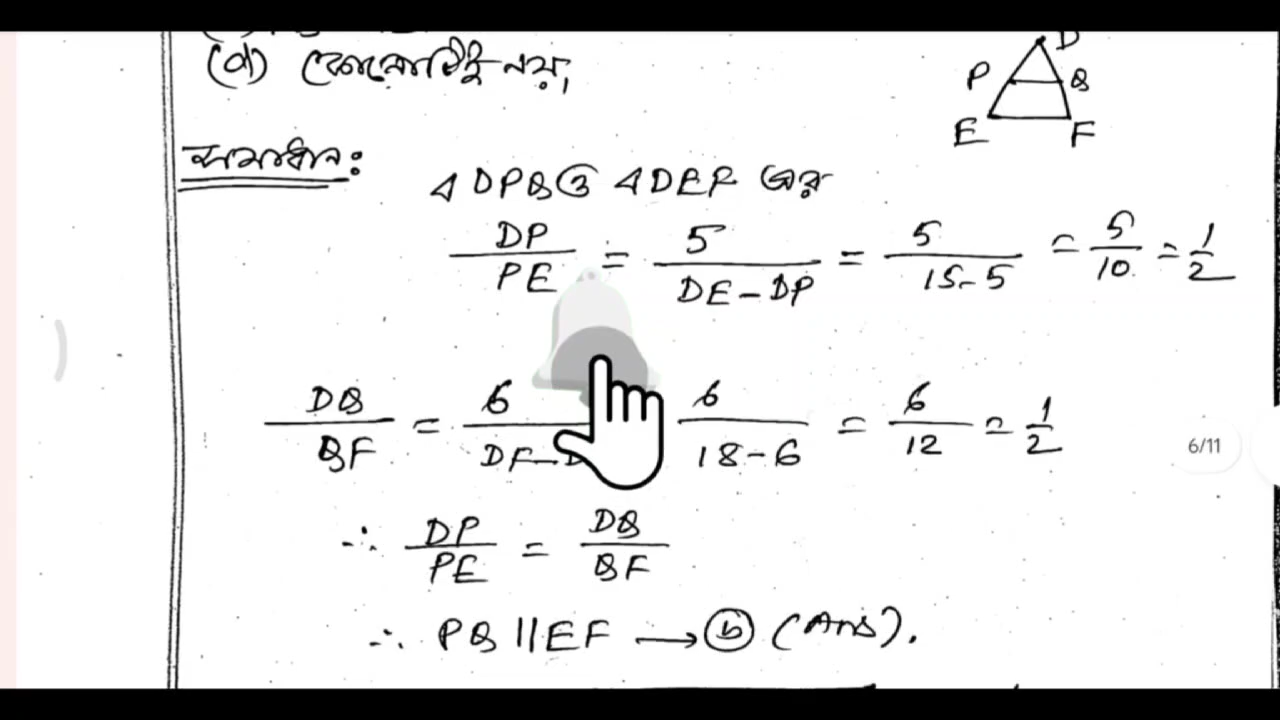 (d) কোনোটিই নয়,
D
P Q
E F
সমাধান:
△DPQ ও △DEF এর
DP/PE = 5/(DE-DP) = 5/(15-5) = 5/10 = 1/2
DQ/QF = 6/(DF-D = 6/(18-6) = 6/12 = 1/2
6/11
∴ DP/PE = DQ/QF
∴ PQ || EF → ⓑ (Ans).